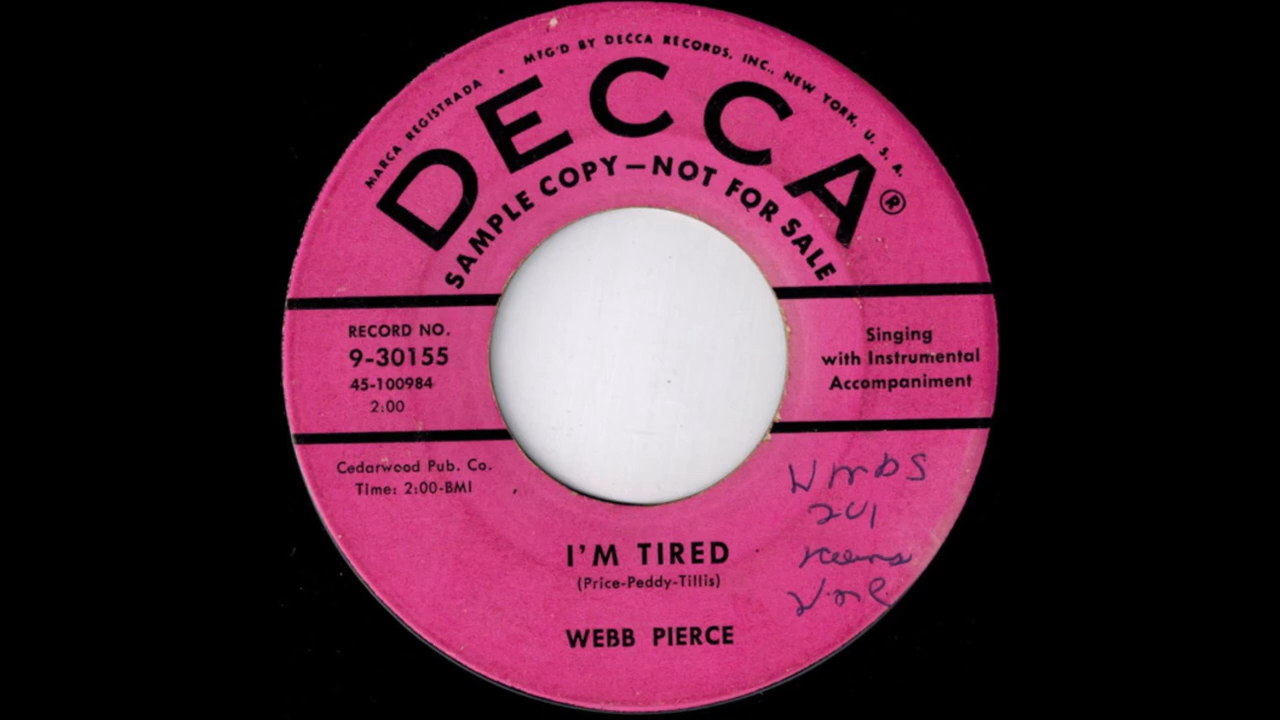 MARCA REGISTRADA • MFG'D BY DECCA RECORDS, INC., NEW YORK, U. S. A.
DECCA®
SAMPLE COPY—NOT FOR SALE
RECORD NO.
9-30155
45-100984
2:00
Singing
with Instrumental
Accompaniment
Cedarwood Pub. Co.
Time: 2:00-BMI
I'M TIRED
(Price-Peddy-Tillis)
WEBB PIERCE